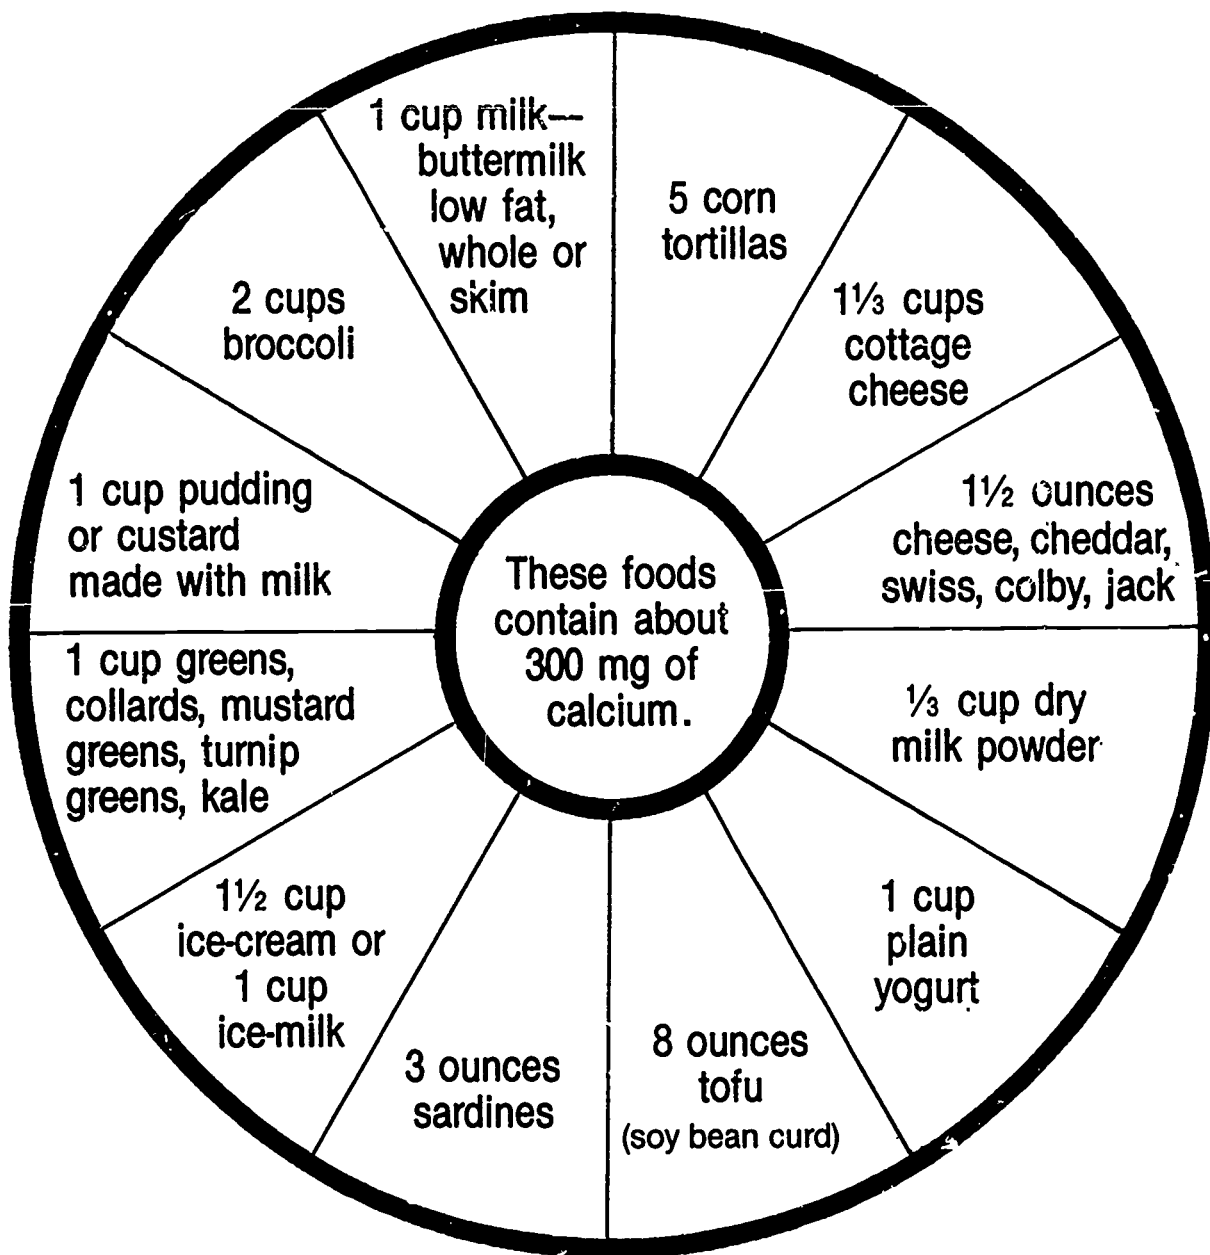 1 cup milk—
buttermilk
low fat,
whole or
skim
5 corn
tortillas
1⅓ cups
cottage
cheese
1½ ounces
cheese, cheddar,
swiss, colby, jack
⅓ cup dry
milk powder
1 cup
plain
yogurt
8 ounces
tofu
(soy bean curd)
3 ounces
sardines
1½ cup
ice-cream or
1 cup
ice-milk
1 cup greens,
collards, mustard
greens, turnip
greens, kale
1 cup pudding
or custard
made with milk
2 cups
broccoli
These foods
contain about
300 mg of
calcium.